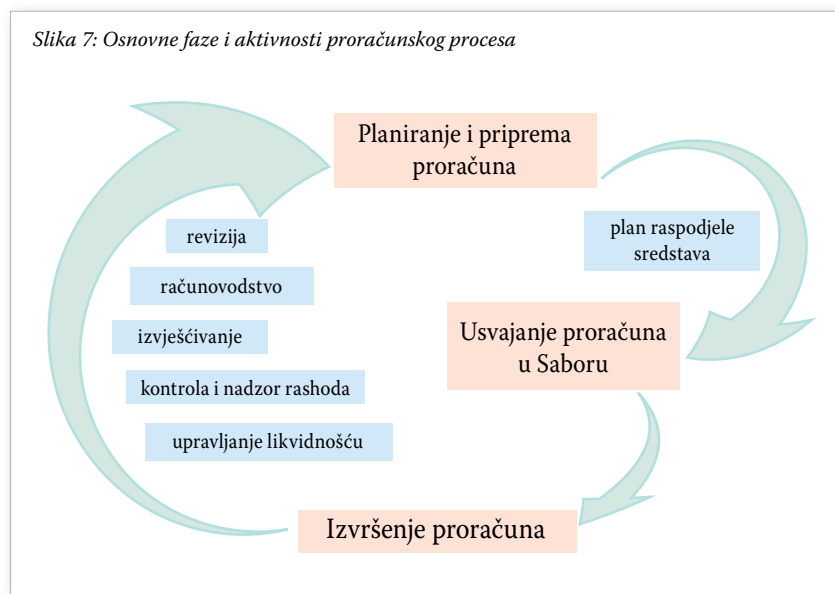 Slika 7: Osnovne faze i aktivnosti proračunskog procesa
Planiranje i priprema
proračuna
plan raspodjele
sredstava
Usvajanje proračuna
u Saboru
Izvršenje proračuna
revizija
računovodstvo
izvješćivanje
kontrola i nadzor rashoda
upravljanje likvidnošću